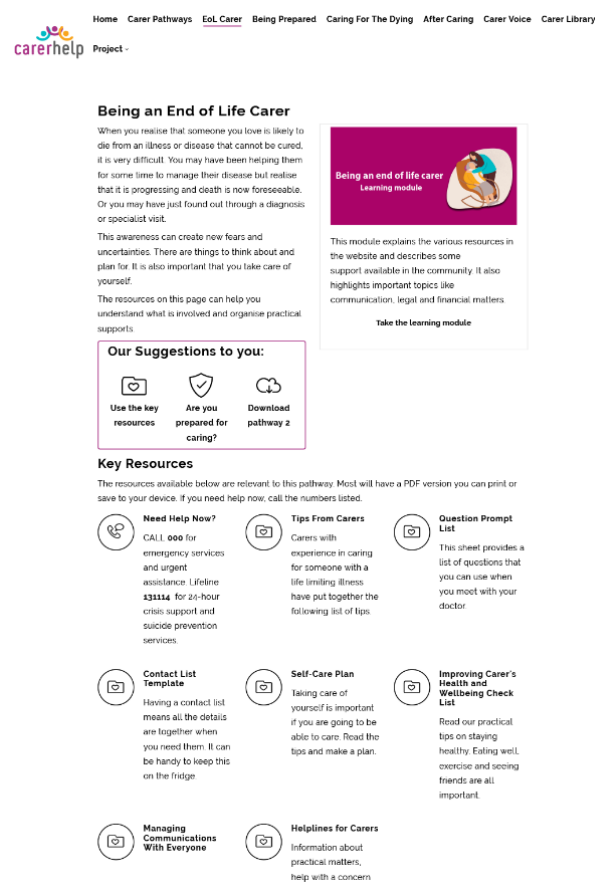 Home Carer Pathways EoL Carer Being Prepared Caring For The Dying After Caring Carer Voice Carer Library
carerhelp
Project
Being an End of Life Carer
When you realise that someone you love is likely to
die from an illness or disease that cannot be cured,
it is very difficult. You may have been helping them
for some time to manage their disease but realise
that it is progressing and death is now foreseeable.
Or you may have just found out through a diagnosis
or specialist visit.
This awareness can create new fears and
uncertainties. There are things to think about and
plan for. It is also important that you take care of
yourself.
The resources on this page can help you
understand what is involved and organise practical
supports.
Being an end of life carer
Learning module
This module explains the various resources in
the website and describes some
support available in the community. It also
highlights important topics like
communication, legal and financial matters.
Take the learning module
Our Suggestions to you:
Use the key
resources
Are you
prepared for
caring?
Download
pathway 2
Key Resources
The resources available below are relevant to this pathway. Most will have a PDF version you can print or
save to your device. If you need help now, call the numbers listed.
Need Help Now?
CALL 000 for
emergency services
and urgent
assistance. Lifeline
131114 for 24-hour
crisis support and
suicide prevention
services.
Tips From Carers
Carers with
experience in caring
for someone with a
life limiting illness
have put together the
following list of tips.
Question Prompt
List
This sheet provides a
list of questions that
you can use when
you meet with your
doctor.
Contact List
Template
Having a contact list
means all the details
are together when
you need them. It can
be handy to keep this
on the fridge.
Self-Care Plan
Taking care of
yourself is important
if you are going to be
able to care. Read the
tips and make a plan.
Improving Carer's
Health and
Wellbeing Check
List
Read our practical
tips on staying
healthy. Eating well,
exercise and seeing
friends are all
important.
Managing
Communications
With Everyone
Helplines for Carers
Information about
practical matters,
help with a concern